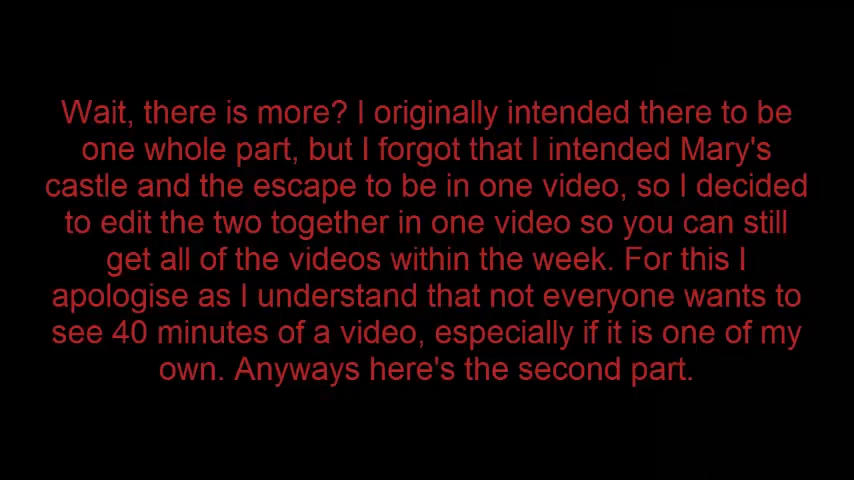 Wait, there is more? I originally intended there to be
one whole part, but I forgot that I intended Mary's
castle and the escape to be in one video, so I decided
to edit the two together in one video so you can still
get all of the videos within the week. For this I
apologise as I understand that not everyone wants to
see 40 minutes of a video, especially if it is one of my
own. Anyways here's the second part.